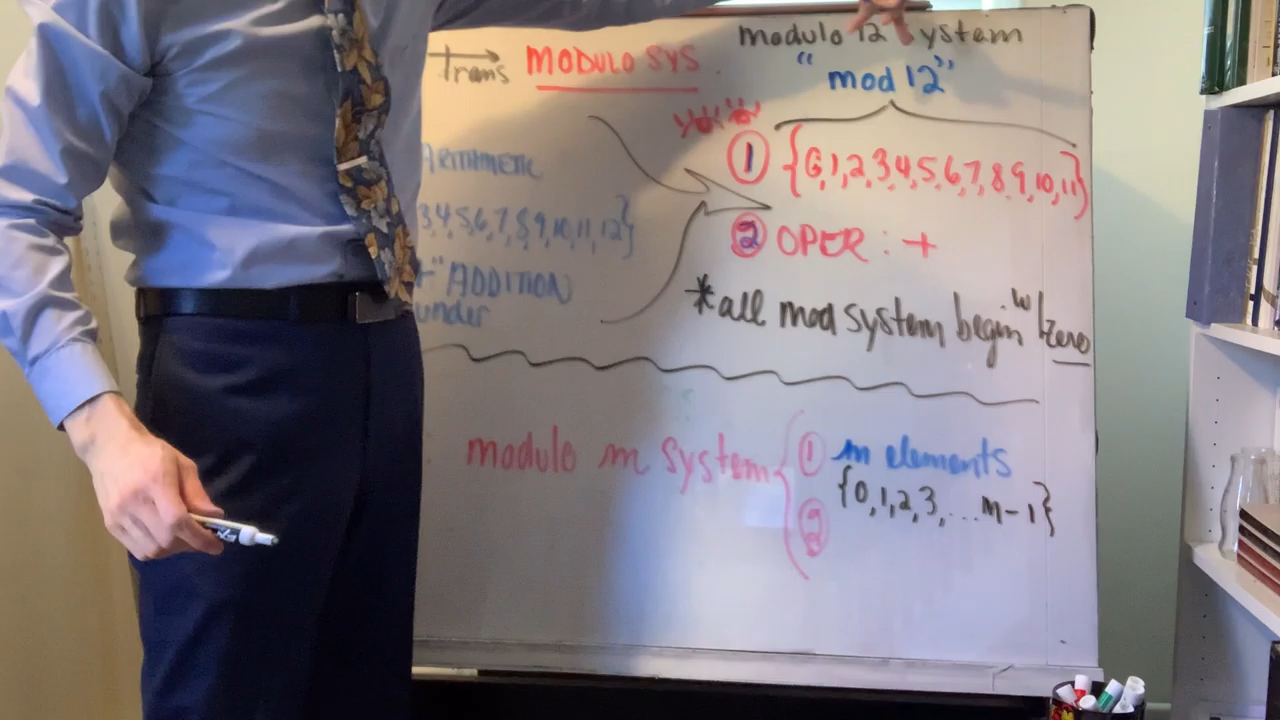 trans MODULO SYS
modulo 12 system
"mod 12"
① {0,1,2,3,4,5,6,7,8,9,10,11}
ARITHMETIC
3,4,5,6,7,8,9,10,11,12}
② OPER: +
+" ADDITION
under
*all mod system begin w/zero
modulo m system
① m elements
{0,1,2,3,...m-1}
②